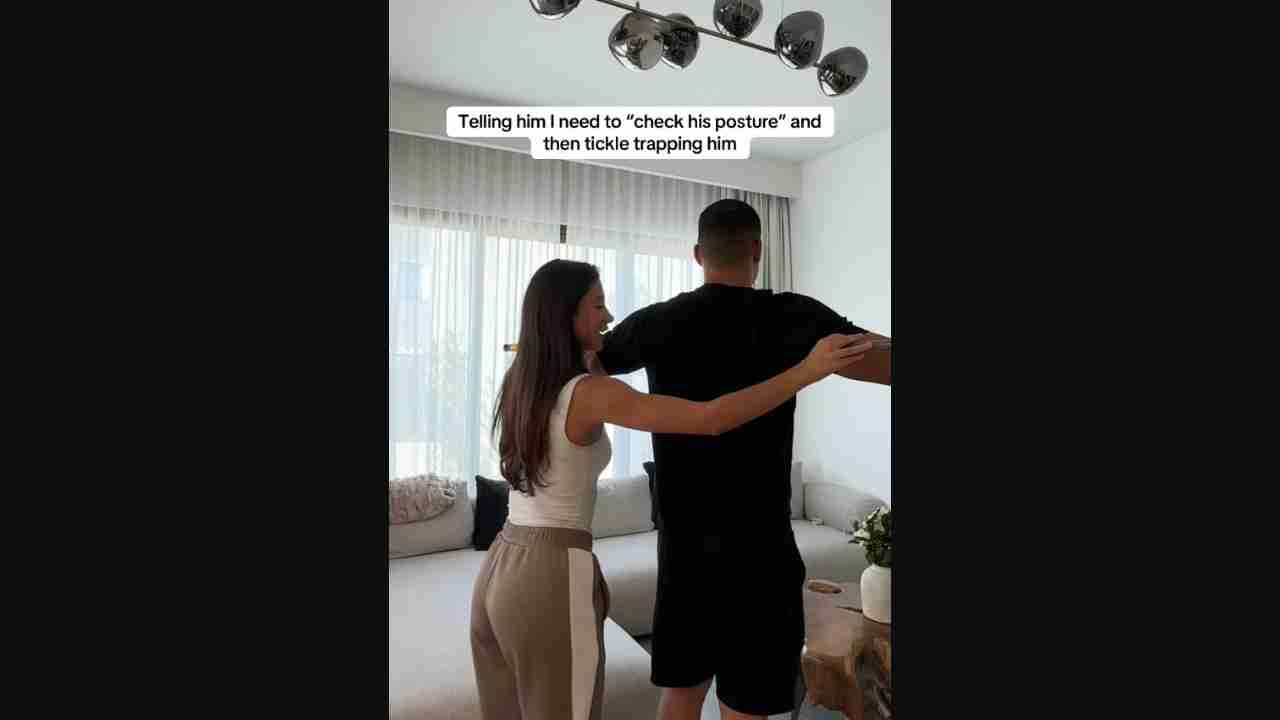 Telling him I need to “check his posture” and
then tickle trapping him